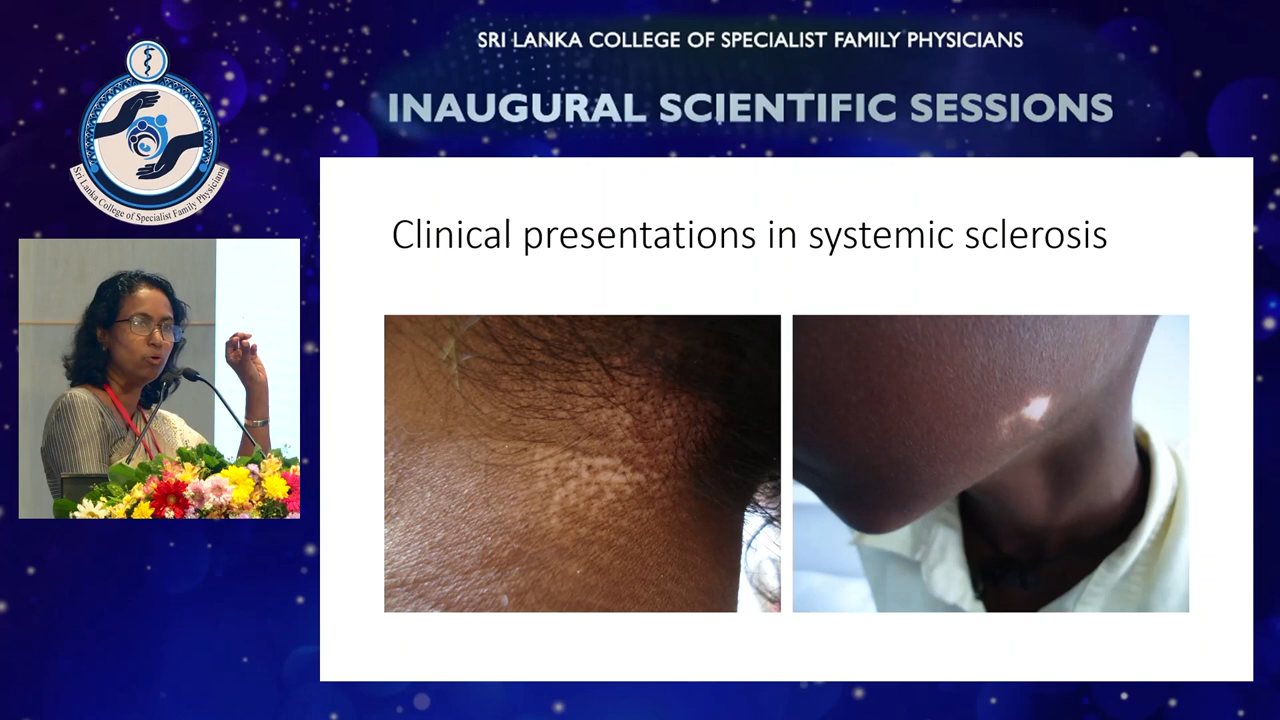 SRI LANKA COLLEGE OF SPECIALIST FAMILY PHYSICIANS
INAUGURAL SCIENTIFIC SESSIONS
Sri Lanka College of Specialist Family Physicians
Clinical presentations in systemic sclerosis